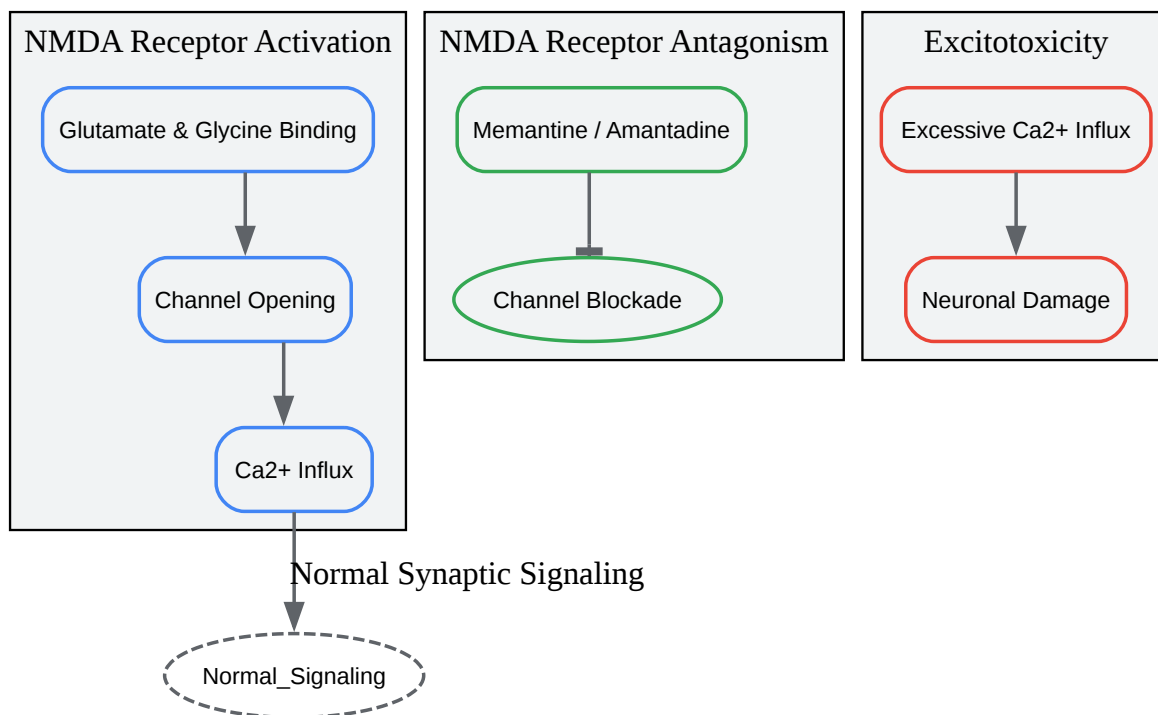 NMDA Receptor Activation
Glutamate & Glycine Binding
Channel Opening
Ca2+ Influx
Normal Synaptic Signaling
Normal_Signaling
NMDA Receptor Antagonism
Memantine / Amantadine
Channel Blockade
Excitotoxicity
Excessive Ca2+ Influx
Neuronal Damage